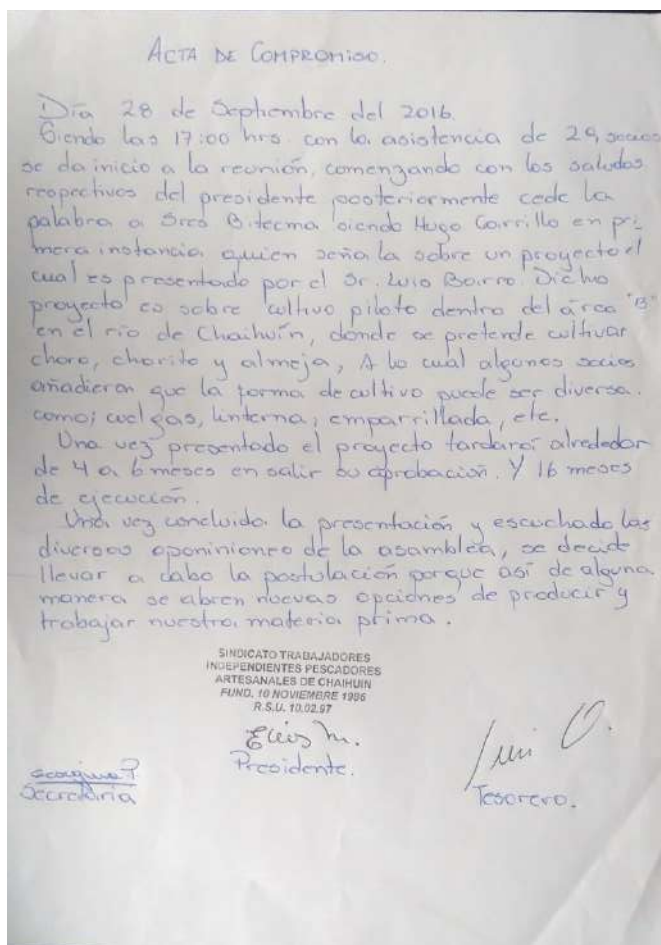 ACTA DE COMPROMISO.
Día 28 de Septiembre del 2016.
Siendo las 17:00 hrs. con la asistencia de 29 socios
se da inicio a la reunión, comenzando con los saludos
respectivos del presidente posteriormente cede la
palabra a Sres Bitecma siendo Hugo Carrillo en pri
mera instancia quien señala sobre un proyecto el
cual es presentado por el Sr. Luis Barro. Dicho
proyecto es sobre cultivo piloto dentro del área "B"
en el río de Chaihuín, donde se pretende cultivar
choro, chorito y almeja, A lo cual algunos socios
añadieron que la forma de cultivo puede ser diversa.
como; cuelgas, linterna, emparrillada, etc.
Una vez presentado el proyecto tardará alrededor
de 4 a 6 meses en salir su aprobación. Y 16 meses
de ejecución.
Una vez concluida la presentación y escuchado las
diversas oponiniones de la asamblea, se decide
llevar a cabo la postulación porque así de alguna
manera se abren nuevas opciones de producir y
trabajar nuestra materia prima.
SINDICATO TRABAJADORES
INDEPENDIENTES PESCADORES
ARTESANALES DE CHAIHUIN
FUND. 10 NOVIEMBRE 1996
R.S.U. 10.02.97
Presidente.
Secretaria
Tesorero.